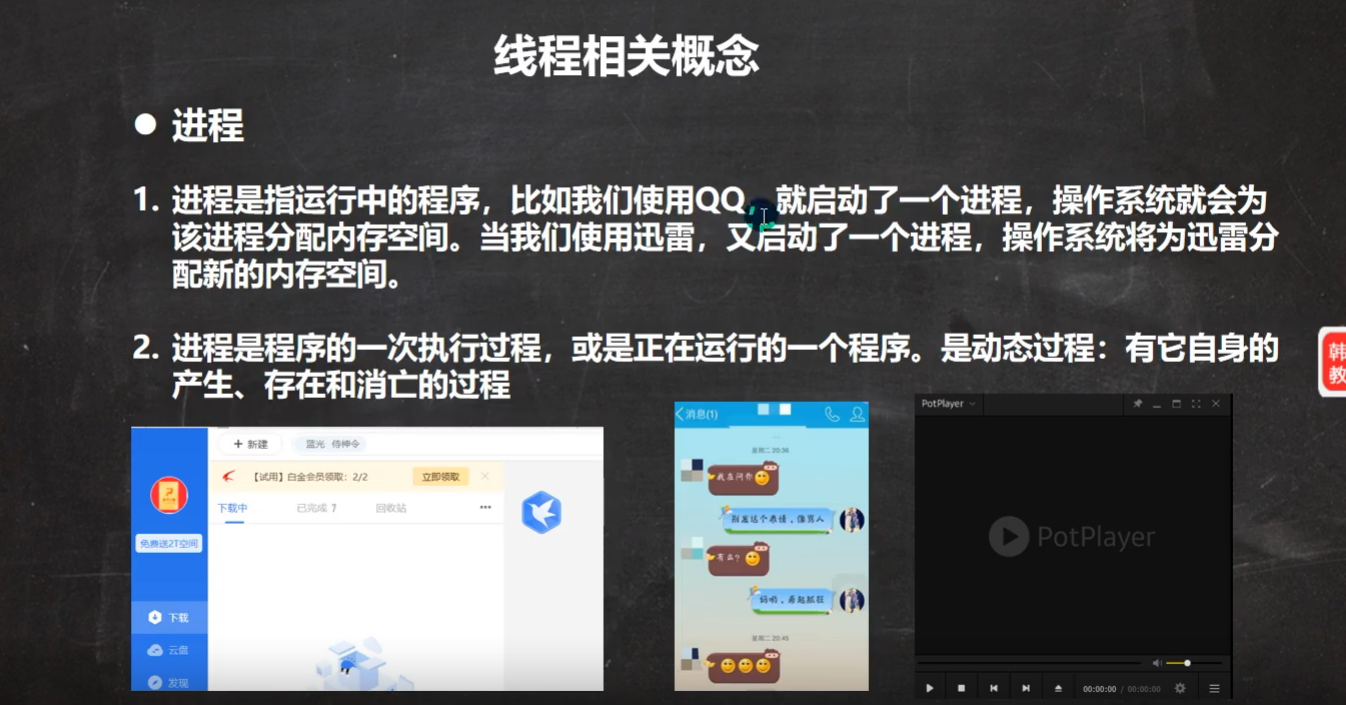 线程相关概念
● 进程
1. 进程是指运行中的程序，比如我们使用QQ，就启动了一个进程，操作系统就会为
该进程分配内存空间。当我们使用迅雷，又启动了一个进程，操作系统将为迅雷分
配新的内存空间。
2. 进程是程序的一次执行过程，或是正在运行的一个程序。是动态过程：有它自身的
产生、存在和消亡的过程
+ 新建
蓝光 侍神令
【试用】白金会员领取：2/2
立即领取
下载中
已完成 7
回收站
免费送2T空间
下载
云盘
发现
消息(1)
星期二 20:36
我在问你
别发这个表情，像骂人
有么？
星期二 20:45
PotPlayer
PotPlayer
00:00:00 / 00:00:00
韩
教